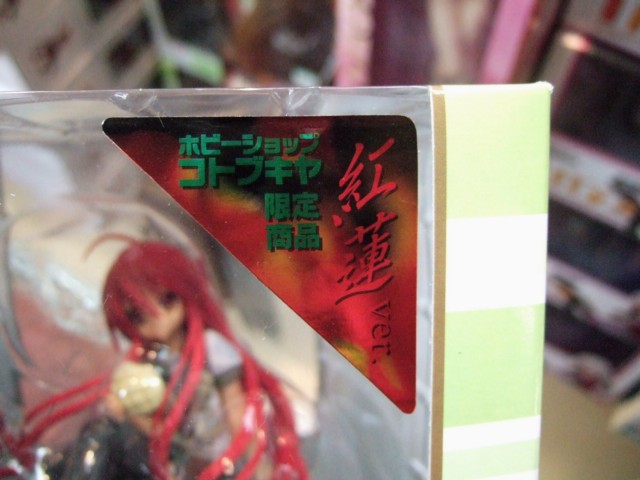 ホビーショップ
コトブキヤ
限定
商品
紅蓮 ver.